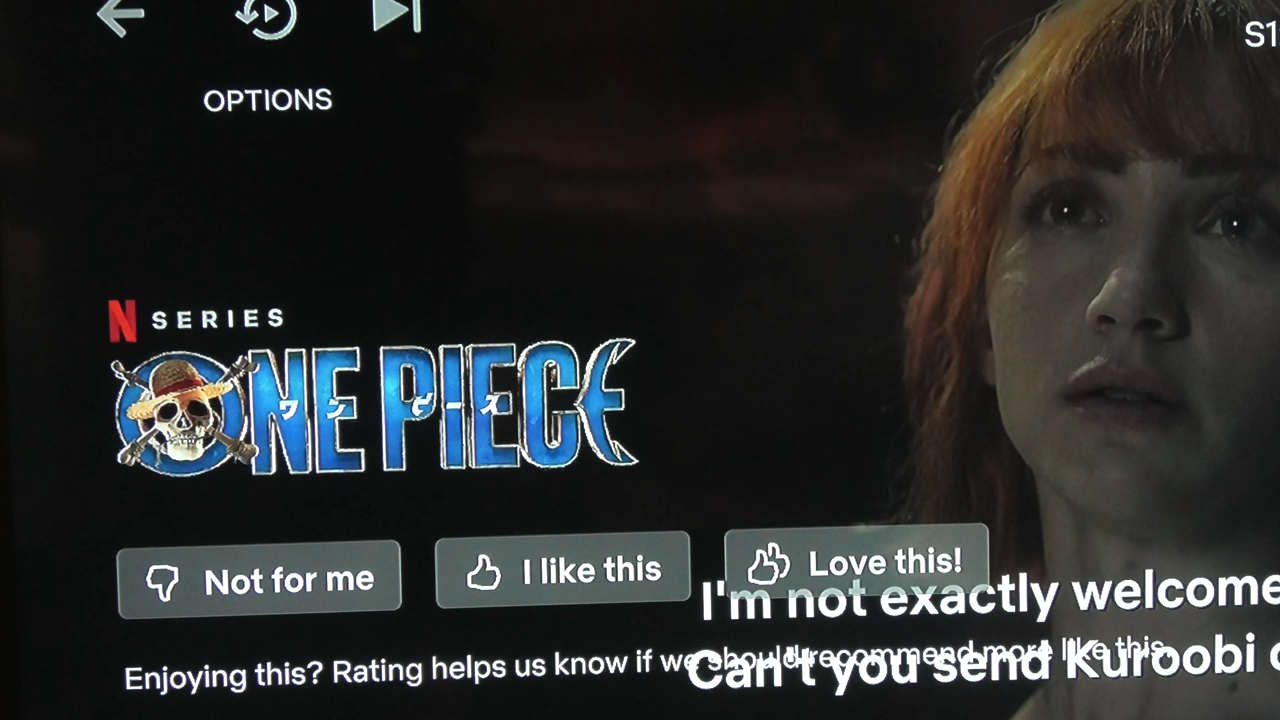 S1
OPTIONS
N SERIES
ONE PIECE
ワンピース
Not for me
I like this
Love this!
I'm not exactly welcome
Enjoying this? Rating helps us know if we should recommend more like this.
Can't you send Kuroobi